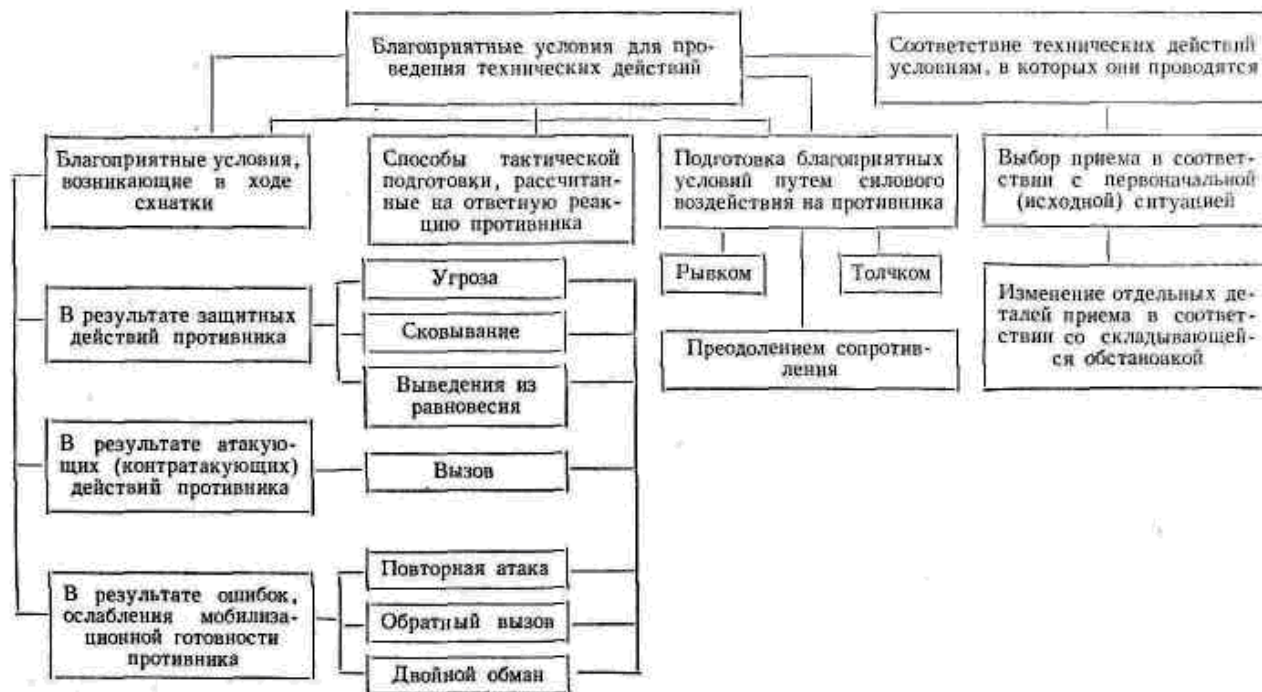 Благоприятные условия для про-
ведения технических действий
Соответствие технических действий
условиям, в которых они проводятся
Благоприятные условия,
возникающие в ходе
схватки
Способы тактической
подготовки, рассчитан-
ные на ответную реак-
цию противника
Подготовка благоприятных
условий путем силового
воздействия на противника
Выбор приема в соответ-
ствии с первоначальной
(исходной) ситуацией
Рывком
Толчком
Изменение отдельных де-
талей приема в соответ-
ствии со складывающей-
ся обстановкой
Преодолением сопротив-
ления
В результате защитных
действий противника
Угроза
Сковывание
Выведения из
равновесия
В результате атакую-
щих (контратакующих)
действий противника
Вызов
В результате ошибок,
ослабления мобилиза-
ционной готовности
противника
Повторная атака
Обратный вызов
Двойной обман